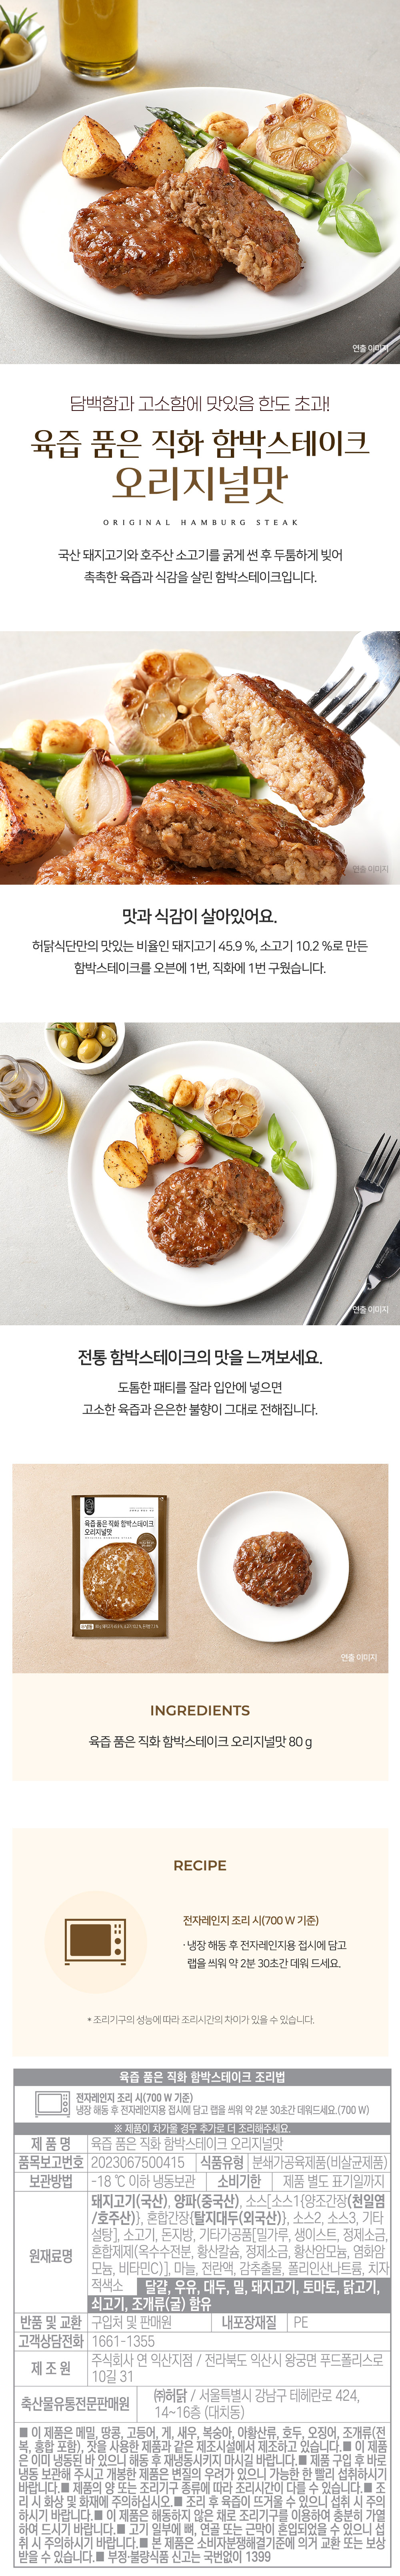 연출 이미지
담백함과 고소함에 맛있음 한도 초과!
육즙 품은 직화 함박스테이크
오리지널맛
ORIGINAL HAMBURG STEAK
국산 돼지고기와 호주산 소고기를 굵게 썬 후 두툼하게 빚어
촉촉한 육즙과 식감을 살린 함박스테이크입니다.
연출 이미지
맛과 식감이 살아있어요.
허닭식단만의 맛있는 비율인 돼지고기 45.9 %, 소고기 10.2 %로 만든
함박스테이크를 오븐에 1번, 직화에 1번 구웠습니다.
연출 이미지
전통 함박스테이크의 맛을 느껴보세요.
도톰한 패티를 잘라 입안에 넣으면
고소한 육즙과 은은한 불향이 그대로 전해집니다.
육즙 품은 직화 함박스테이크
오리지널맛
연출 이미지
INGREDIENTS
육즙 품은 직화 함박스테이크 오리지널맛 80 g
RECIPE
전자레인지 조리 시(700 W 기준)
· 냉장 해동 후 전자레인지용 접시에 담고
랩을 씌워 약 2분 30초간 데워 드세요.
* 조리기구의 성능에 따라 조리시간의 차이가 있을 수 있습니다.
육즙 품은 직화 함박스테이크 조리법
전자레인지 조리 시(700 W 기준)
냉장 해동 후 전자레인지용 접시에 담고 랩을 씌워 약 2분 30초간 데워드세요.(700 W)
※ 제품이 차가울 경우 추가로 더 조리해주세요.
제 품 명 육즙 품은 직화 함박스테이크 오리지널맛
품목보고번호 2023067500415 식품유형 분쇄가공육제품(비살균제품)
보관방법 -18 ℃ 이하 냉동보관 소비기한 제품 별도 표기일까지
원재료명 돼지고기(국산), 양파(중국산), 소스[소스1{양조간장(천일염
/호주산)}, 혼합간장{탈지대두(외국산)}, 소스2, 소스3, 기타
설탕], 소고기, 돈지방, 기타가공품[밀가루, 생이스트, 정제소금,
혼합제제(옥수수전분, 황산칼슘, 정제소금, 황산암모늄, 염화암
모늄, 비타민C)], 마늘, 전란액, 감추출물, 폴리인산나트륨, 치자
적색소 달걀, 우유, 대두, 밀, 돼지고기, 토마토, 닭고기,
쇠고기, 조개류(굴) 함유
반품 및 교환 구입처 및 판매원 내포장재질 PE
고객상담전화 1661-1355
제 조 원 주식회사 연 익산지점 / 전라북도 익산시 왕궁면 푸드폴리스로
10길 31
축산물유통전문판매원 ㈜허닭 / 서울특별시 강남구 테헤란로 424,
14~16층 (대치동)
■ 이 제품은 메밀, 땅콩, 고등어, 게, 새우, 복숭아, 아황산류, 호두, 오징어, 조개류(전
복, 홍합 포함), 잣을 사용한 제품과 같은 제조시설에서 제조하고 있습니다.■ 이 제품
은 이미 냉동된 바 있으니 해동 후 재냉동시키지 마시길 바랍니다.■ 제품 구입 후 바로
냉동 보관해 주시고 개봉한 제품은 변질의 우려가 있으니 가능한 한 빨리 섭취하시기
바랍니다.■ 제품의 양 또는 조리기구 종류에 따라 조리시간이 다를 수 있습니다.■ 조
리 시 화상 및 화재에 주의하십시오.■ 조리 후 육즙이 뜨거울 수 있으니 섭취 시 주의
하시기 바랍니다.■ 이 제품은 해동하지 않은 채로 조리기구를 이용하여 충분히 가열
하여 드시기 바랍니다.■ 고기 일부에 뼈, 연골 또는 근막이 혼입되었을 수 있으니 섭
취 시 주의하시기 바랍니다.■ 본 제품은 소비자분쟁해결기준에 의거 교환 또는 보상
받을 수 있습니다.■ 부정·불량식품 신고는 국번없이 1399